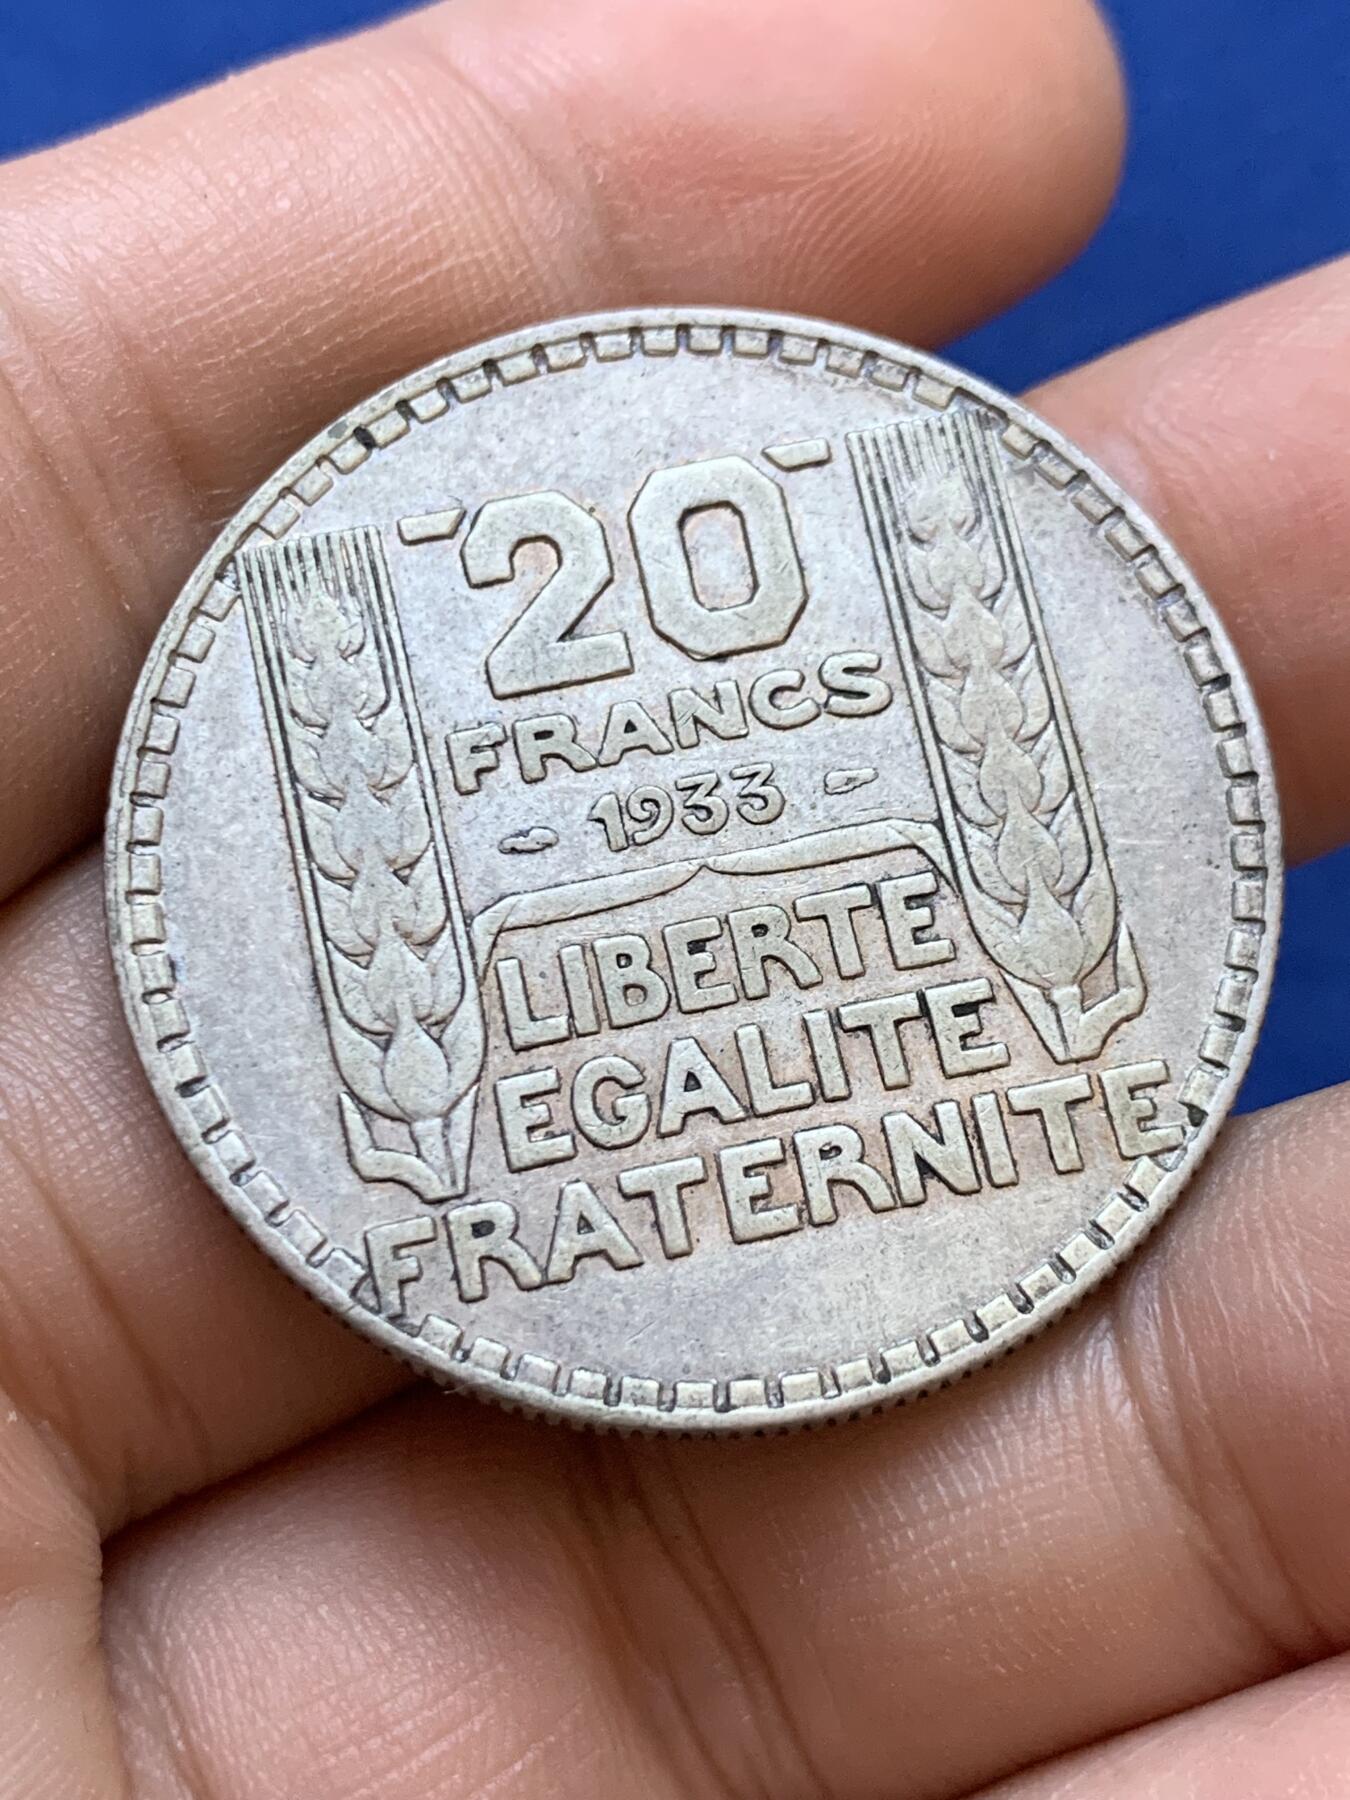 20
FRANCS
1933
LIBERTE
EGALITE
FRATERNITE